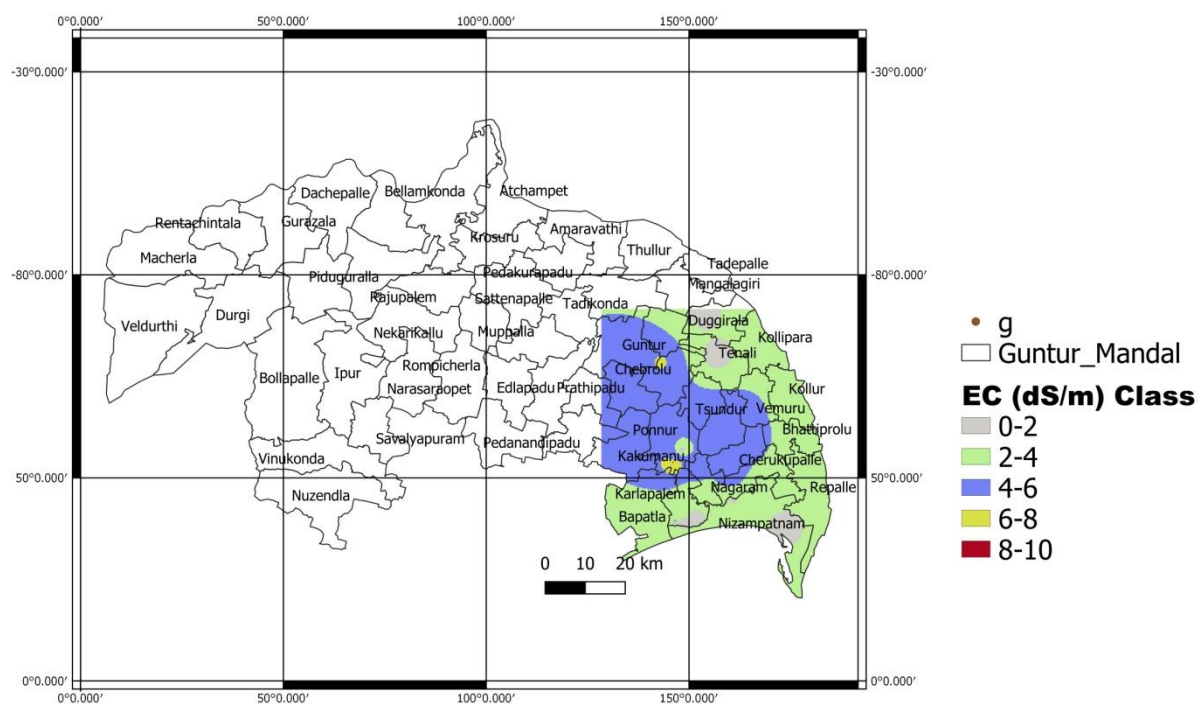 0°0.000′ 50°0.000′ 100°0.000′ 150°0.000′
-30°0.000′ -30°0.000′
Dachepalle Bellamkonda Atchampet
Rentachintala Gurazala
Krosuru Amaravathi
Macherla Thullur
Tadepalle
-80°0.000′ Piduguralla Pedakurapadu -80°0.000′
Mangalagiri
Rajupalem Sattenapalle Tadikonda
Durgi
Veldurthi Nekarikallu Muppalla Duggirala
Kollipara
Guntur Tenali
Ipur Rompicherla Chebrolu
Bollapalle Narasaraopet Edlapadu Prathipadu Kollur
Tsundur Vemuru
Ponnur Bhattiprolu
Savalyapuram Pedanandipadu
Vinukonda Kakumanu Cherukupalle
50°0.000′ 50°0.000′
Nuzendla Karlapalem Nagaram Repalle
Bapatla Nizampatnam
0 10 20 km
0°0.000′ 0°0.000′
0°0.000′ 50°0.000′ 100°0.000′ 150°0.000′
g
Guntur_Mandal
EC (dS/m) Class
0-2
2-4
4-6
6-8
8-10